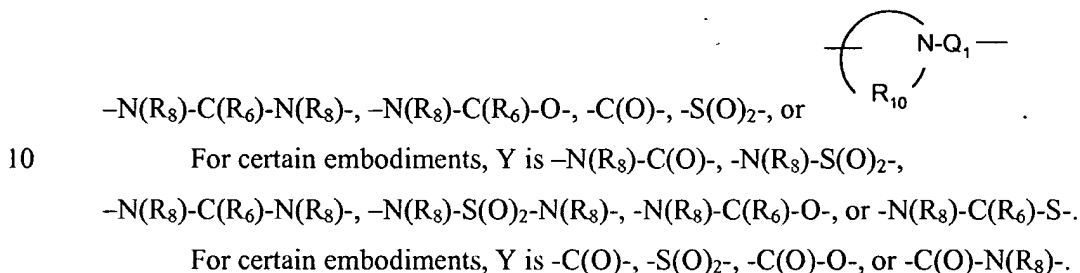 N-Q₁
R₁₀
–N(R₈)-C(R₆)-N(R₈)-, –N(R₈)-C(R₆)-O-, -C(O)-, -S(O)₂-, or .
10 For certain embodiments, Y is –N(R₈)-C(O)-, -N(R₈)-S(O)₂-,
–N(R₈)-C(R₆)-N(R₈)-, –N(R₈)-S(O)₂-N(R₈)-, -N(R₈)-C(R₆)-O-, or -N(R₈)-C(R₆)-S-.
For certain embodiments, Y is -C(O)-, -S(O)₂-, -C(O)-O-, or -C(O)-N(R₈)-.